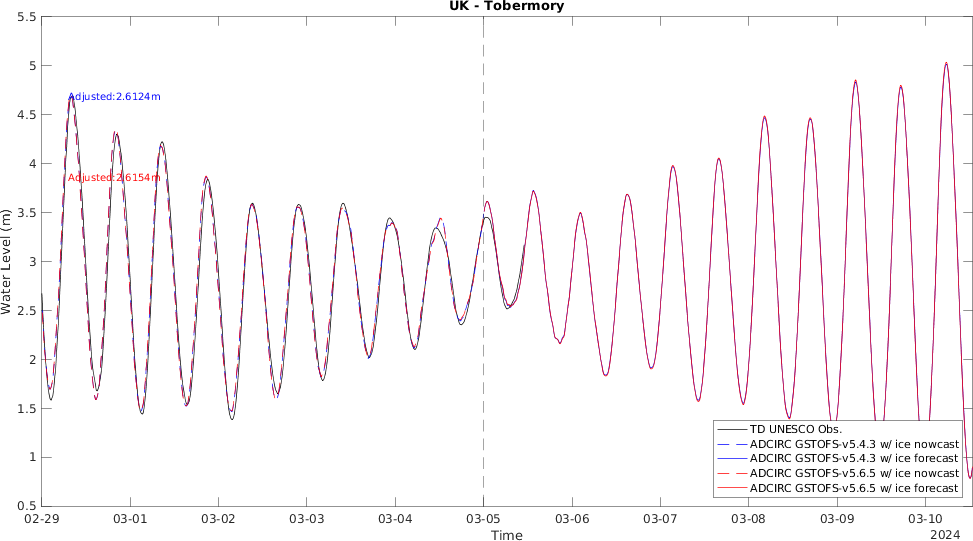 UK - Tobermory
5.5
5
4.5
4
3.5
3
2.5
2
1.5
1
0.5
Water Level (m)
Adjusted:2.6124m
Adjusted:2.6154m
TD UNESCO Obs.
ADCIRC GSTOFS-v5.4.3 w/ ice nowcast
ADCIRC GSTOFS-v5.4.3 w/ ice forecast
ADCIRC GSTOFS-v5.6.5 w/ ice nowcast
ADCIRC GSTOFS-v5.6.5 w/ ice forecast
02-29 03-01 03-02 03-03 03-04 03-05 03-06 03-07 03-08 03-09 03-10
Time
2024